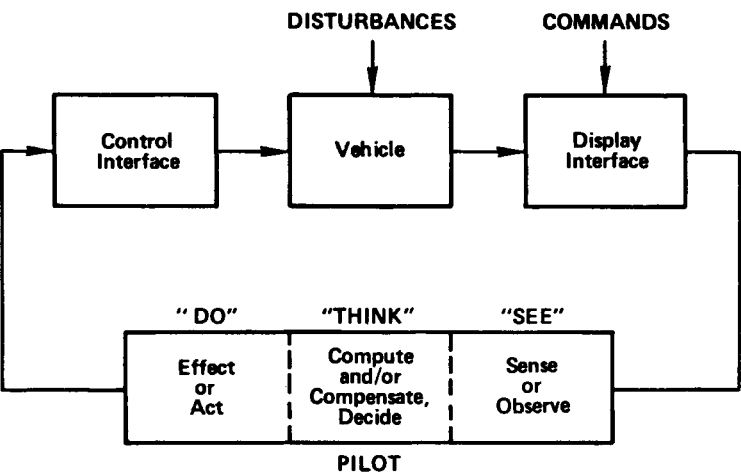 DISTURBANCES
COMMANDS
Control
Interface
Vehicle
Display
Interface
"DO"
"THINK"
"SEE"
Effect
or
Act
Compute
and/or
Compensate,
Decide
Sense
or
Observe
PILOT